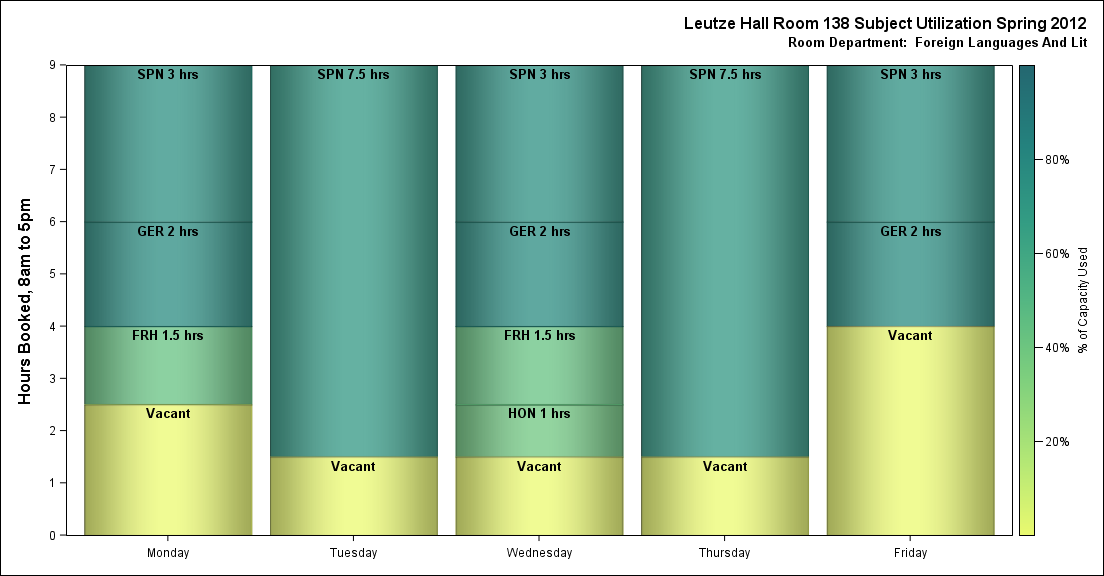 Leutze Hall Room 138 Subject Utilization Spring 2012
Room Department:  Foreign Languages And Lit
Hours Booked, 8am to 5pm
9
8
7
6
5
4
3
2
1
0
SPN 3 hrs
GER 2 hrs
FRH 1.5 hrs
Vacant
Monday
SPN 7.5 hrs
Vacant
Tuesday
SPN 3 hrs
GER 2 hrs
FRH 1.5 hrs
HON 1 hrs
Vacant
Wednesday
SPN 7.5 hrs
Vacant
Thursday
SPN 3 hrs
GER 2 hrs
Vacant
Friday
80%
60%
40%
20%
% of Capacity Used